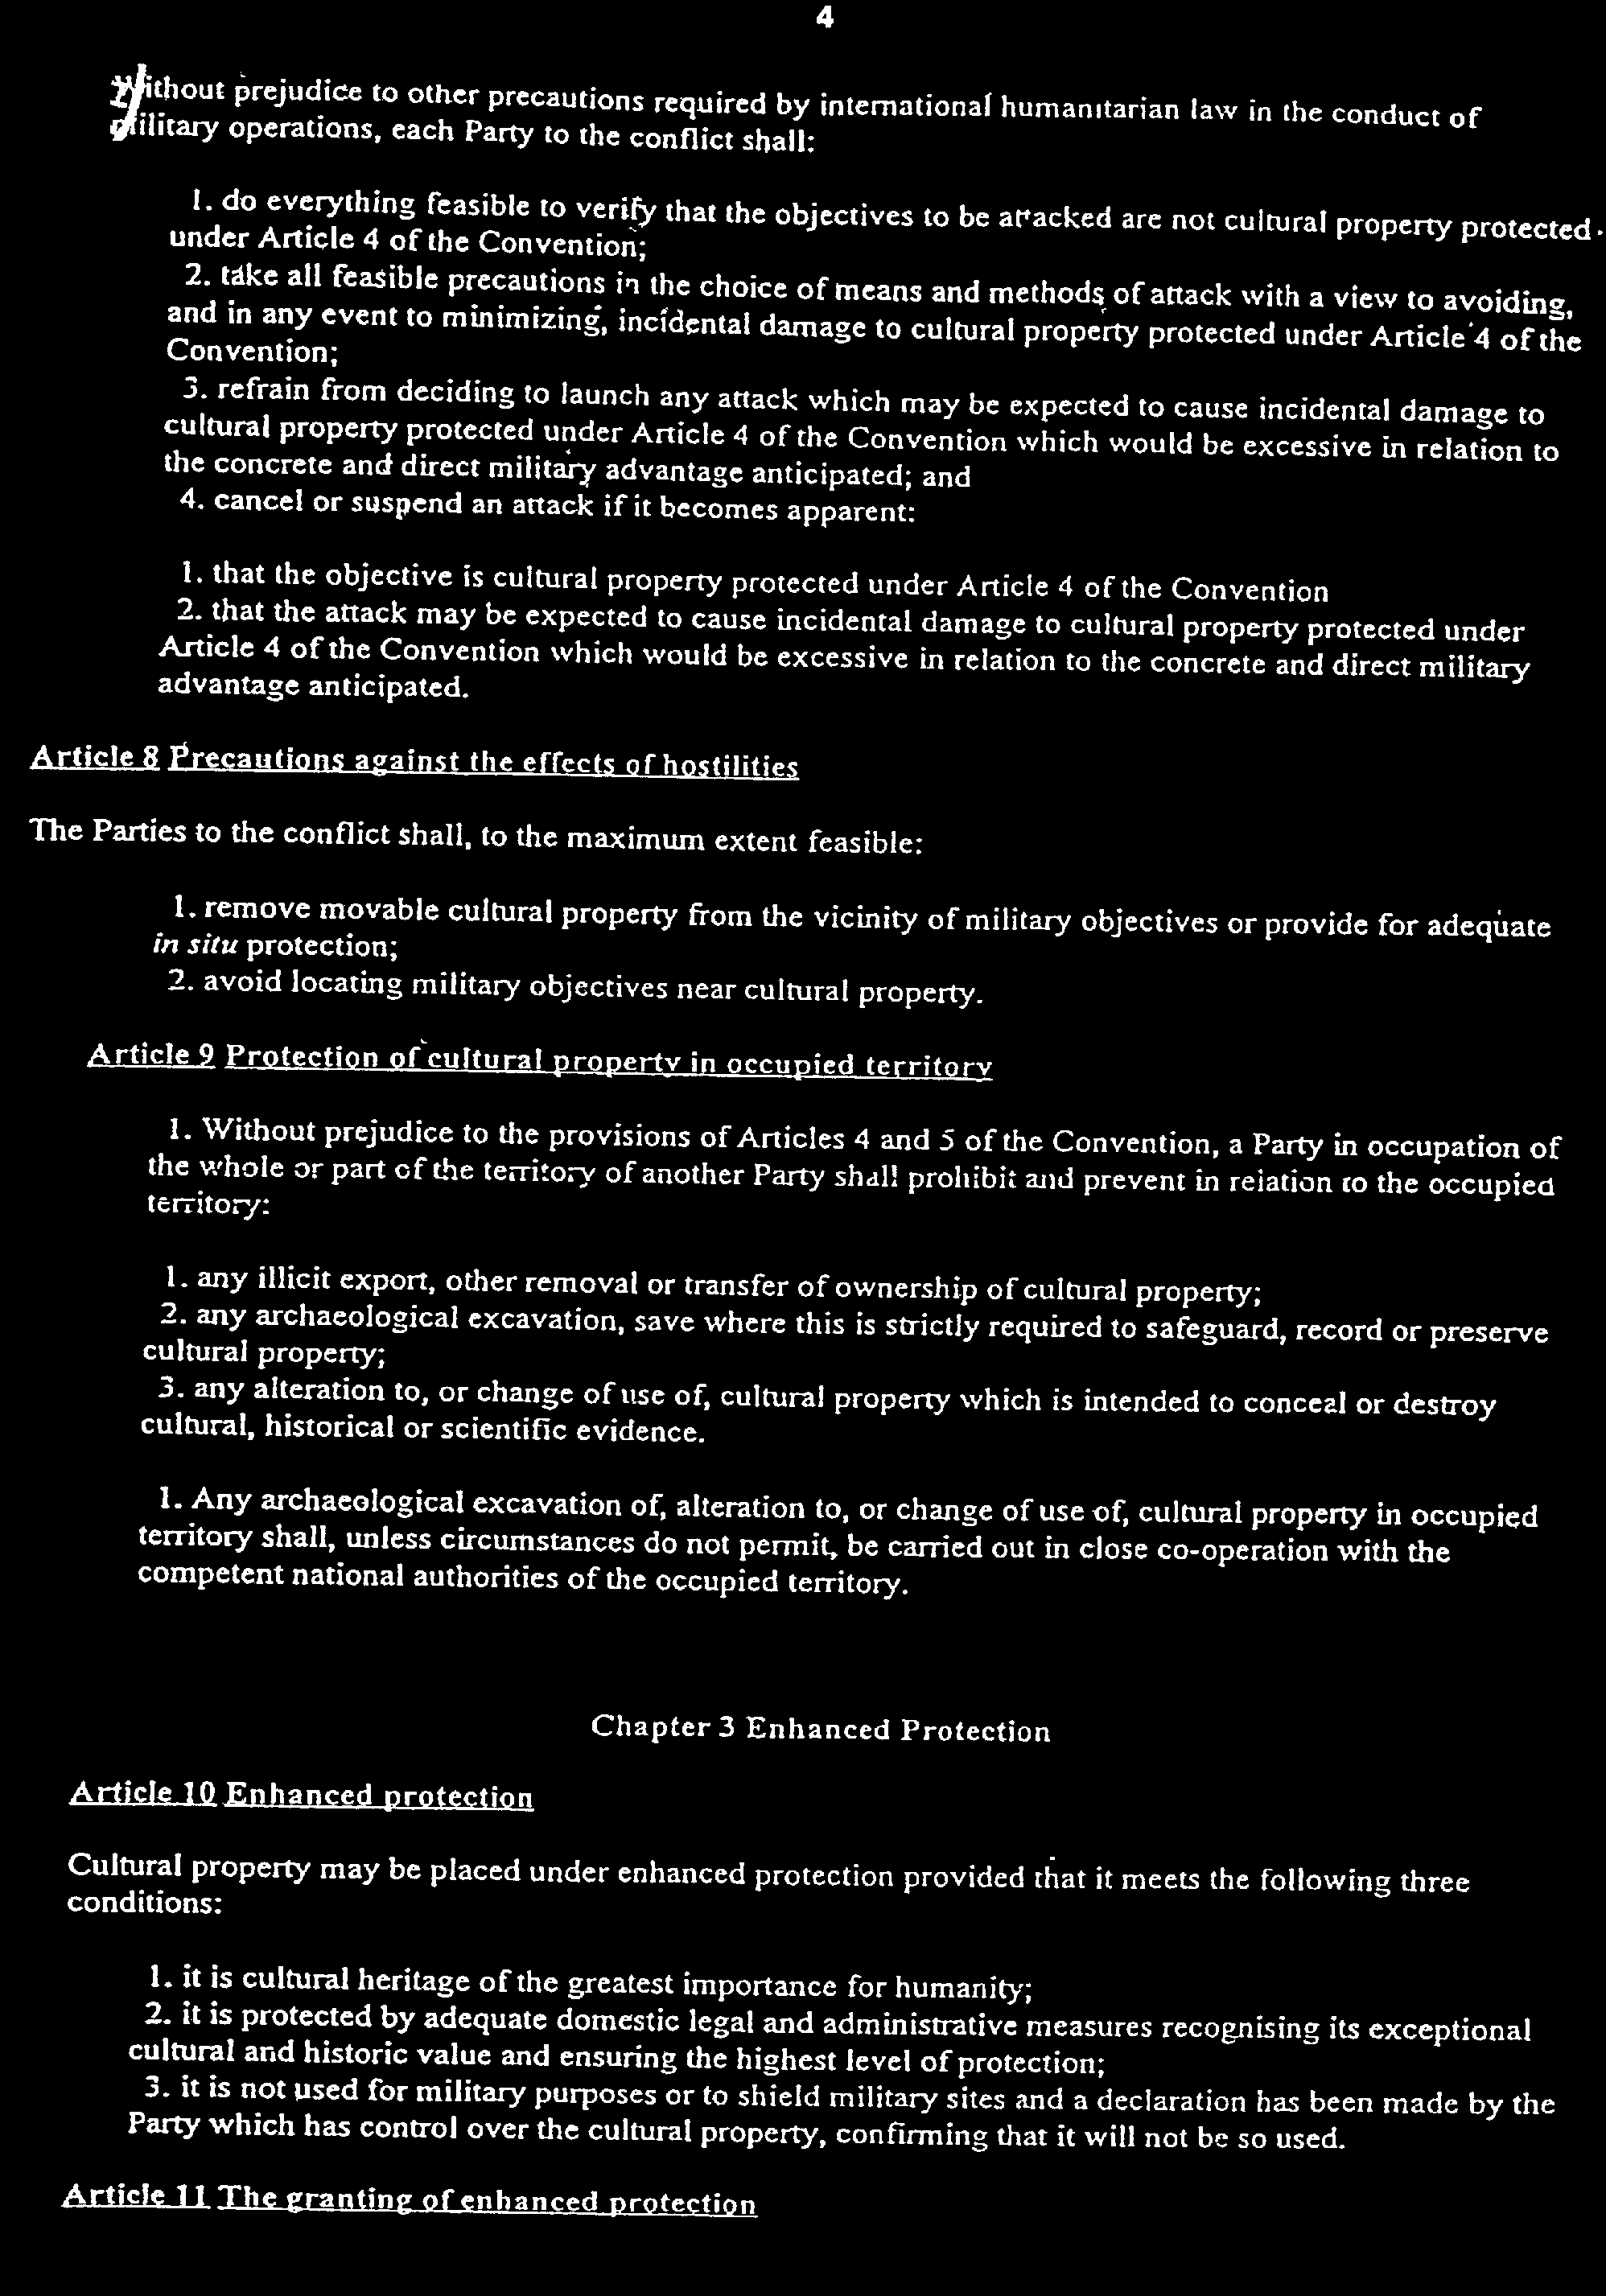 4
Without prejudice to other precautions required by international humanitarian law in the conduct of
military operations, each Party to the conflict shall:
1. do everything feasible to verify that the objectives to be attacked are not cultural property protected
under Article 4 of the Convention;
2. take all feasible precautions in the choice of means and methods of attack with a view to avoiding,
and in any event to minimizing, incidental damage to cultural property protected under Article 4 of the
Convention;
3. refrain from deciding to launch any attack which may be expected to cause incidental damage to
cultural property protected under Article 4 of the Convention which would be excessive in relation to
the concrete and direct military advantage anticipated; and
4. cancel or suspend an attack if it becomes apparent:
1. that the objective is cultural property protected under Article 4 of the Convention
2. that the attack may be expected to cause incidental damage to cultural property protected under
Article 4 of the Convention which would be excessive in relation to the concrete and direct military
advantage anticipated.
Article 8 Precautions against the effects of hostilities
The Parties to the conflict shall, to the maximum extent feasible:
1. remove movable cultural property from the vicinity of military objectives or provide for adequate
in situ protection;
2. avoid locating military objectives near cultural property.
Article 9 Protection of cultural property in occupied territory
1. Without prejudice to the provisions of Articles 4 and 5 of the Convention, a Party in occupation of
the whole or part of the territory of another Party shall prohibit and prevent in relation to the occupied
territory:
1. any illicit export, other removal or transfer of ownership of cultural property;
2. any archaeological excavation, save where this is strictly required to safeguard, record or preserve
cultural property;
3. any alteration to, or change of use of, cultural property which is intended to conceal or destroy
cultural, historical or scientific evidence.
1. Any archaeological excavation of, alteration to, or change of use of, cultural property in occupied
territory shall, unless circumstances do not permit, be carried out in close co-operation with the
competent national authorities of the occupied territory.
Chapter 3 Enhanced Protection
Article 10 Enhanced protection
Cultural property may be placed under enhanced protection provided that it meets the following three
conditions:
1. it is cultural heritage of the greatest importance for humanity;
2. it is protected by adequate domestic legal and administrative measures recognising its exceptional
cultural and historic value and ensuring the highest level of protection;
3. it is not used for military purposes or to shield military sites and a declaration has been made by the
Party which has control over the cultural property, confirming that it will not be so used.
Article 11 The granting of enhanced protection